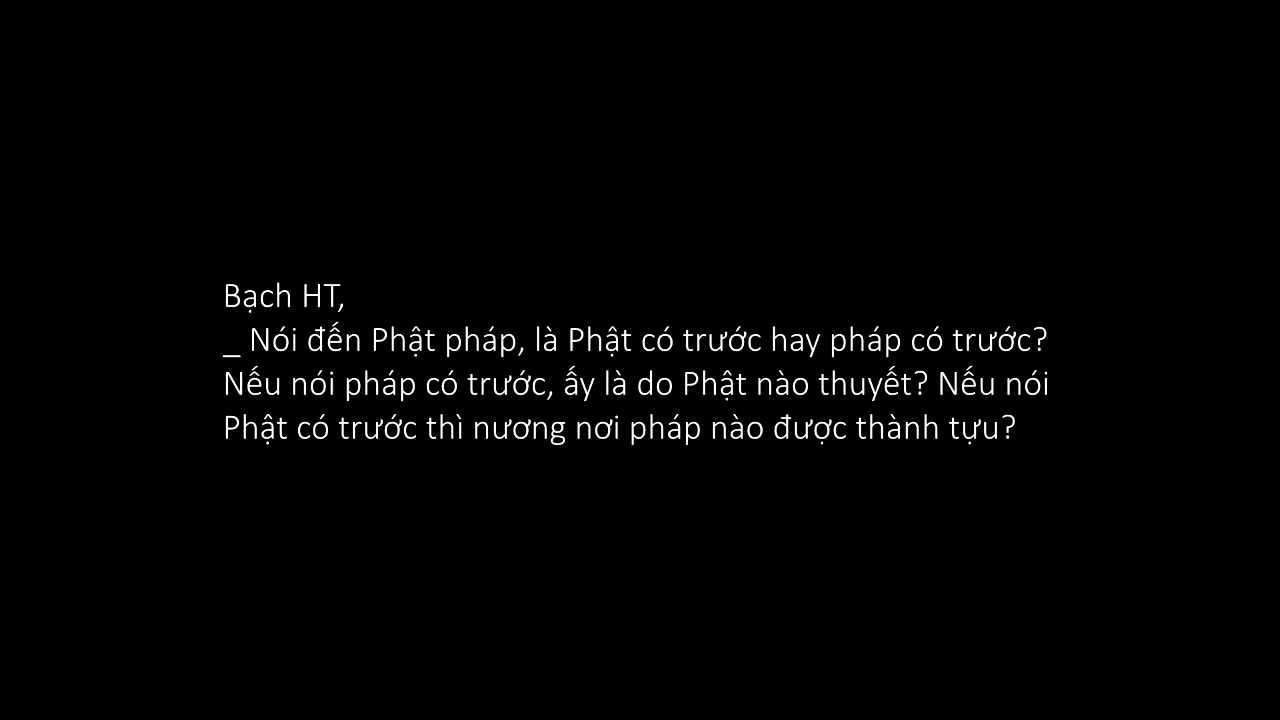 Bạch HT,
_ Nói đến Phật pháp, là Phật có trước hay pháp có trước?
Nếu nói pháp có trước, ấy là do Phật nào thuyết? Nếu nói
Phật có trước thì nương nơi pháp nào được thành tựu?